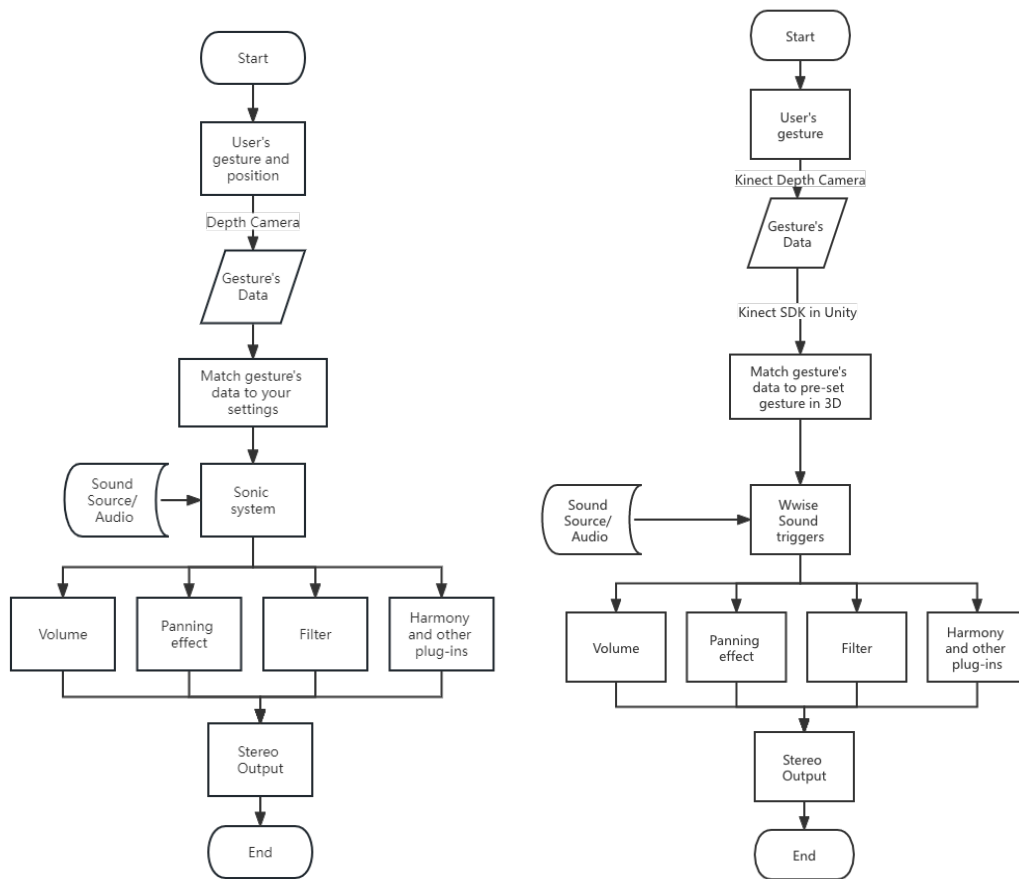 Start
User's
gesture and
position
Depth Camera
Gesture's
Data
Match gesture's
data to your
settings
Sound
Source/
Audio
Sonic
system
Volume
Panning
effect
Filter
Harmony
and other
plug-ins
Stereo
Output
End
Start
User's
gesture
Kinect Depth Camera
Gesture's
Data
Kinect SDK in Unity
Match gesture's
data to pre-set
gesture in 3D
Sound
Source/
Audio
Wwise
Sound
triggers
Volume
Panning
effect
Filter
Harmony
and other
plug-ins
Stereo
Output
End